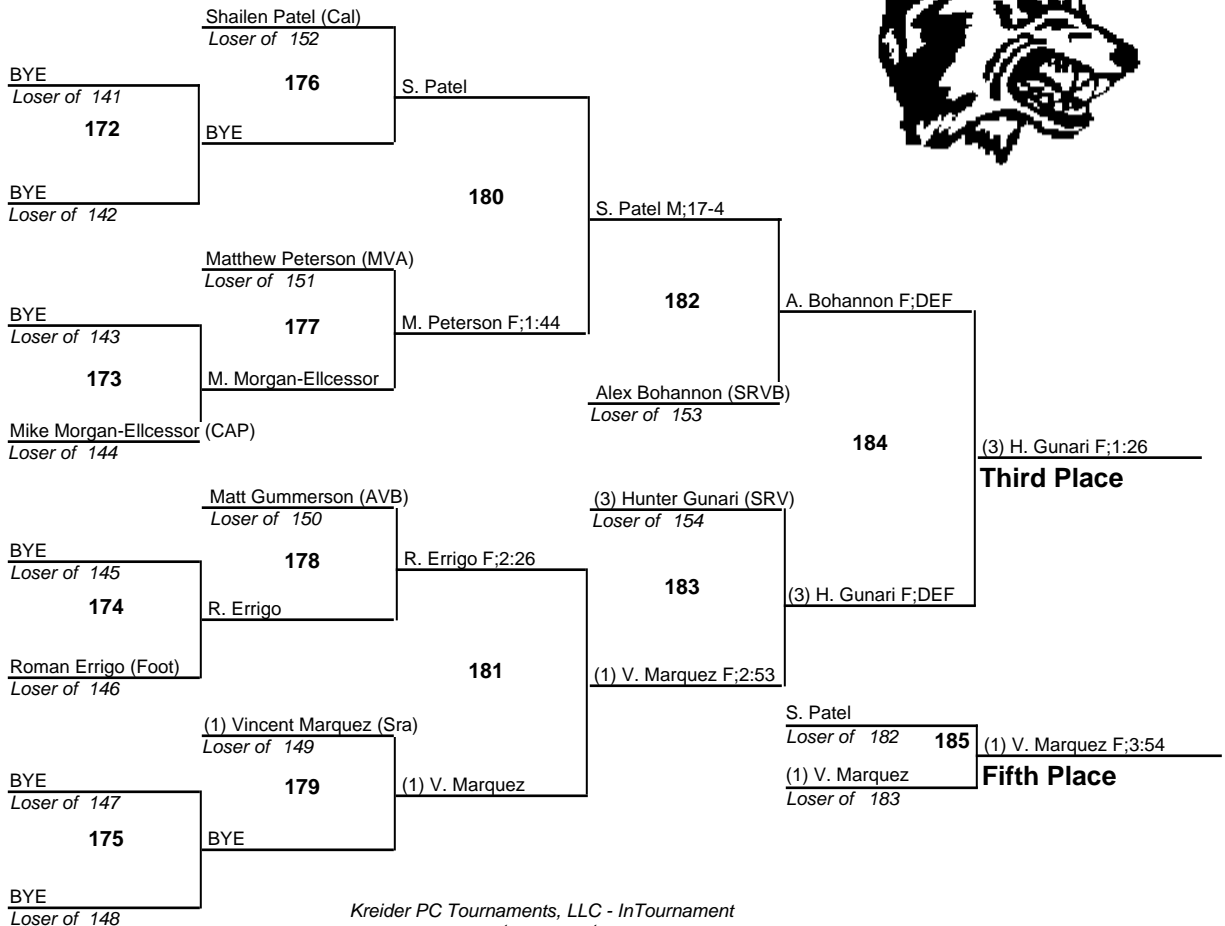 Shailen Patel (Cal)
Loser of 152
BYE
Loser of 141
176
S. Patel
172
BYE
BYE
Loser of 142
180
S. Patel M;17-4
Matthew Peterson (MVA)
Loser of 151
182
A. Bohannon F;DEF
BYE
Loser of 143
177
M. Peterson F;1:44
173
M. Morgan-Ellcessor
Alex Bohannon (SRVB)
Loser of 153
Mike Morgan-Ellcessor (CAP)
Loser of 144
184
(3) H. Gunari F;1:26
Third Place
Matt Gummerson (AVB)
Loser of 150
(3) Hunter Gunari (SRV)
Loser of 154
BYE
Loser of 145
178
R. Errigo F;2:26
183
174
R. Errigo
(3) H. Gunari F;DEF
Roman Errigo (Foot)
Loser of 146
181
(1) V. Marquez F;2:53
(1) Vincent Marquez (Sra)
Loser of 149
S. Patel
Loser of 182
185
(1) V. Marquez F;3:54
Fifth Place
BYE
Loser of 147
179
(1) V. Marquez
(1) V. Marquez
Loser of 183
175
BYE
BYE
Loser of 148
Kreider PC Tournaments, LLC - InTournament